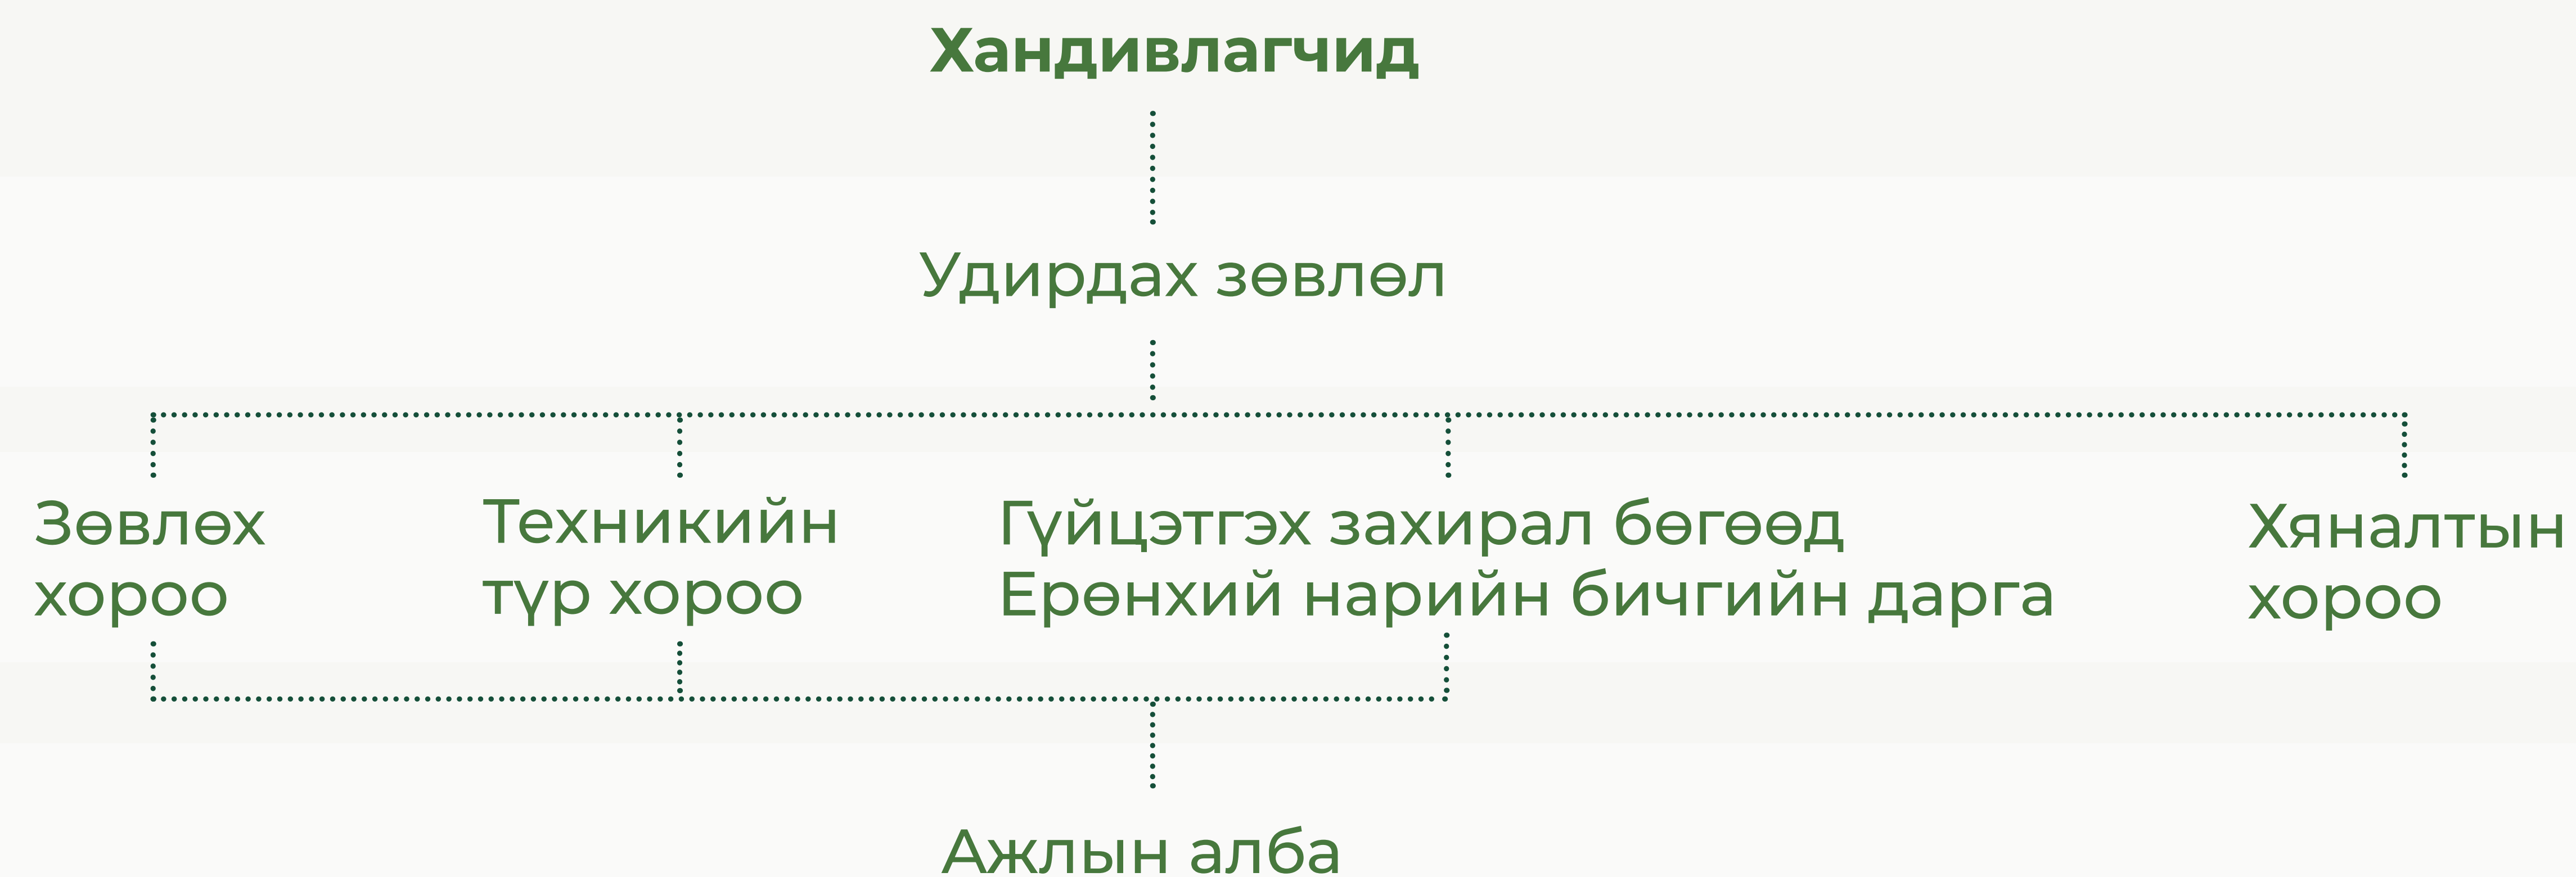 Хандивлагчид
Удирдах зөвлөл
Зөвлөх
хороо
Техникийн
түр хороо
Гүйцэтгэх захирал бөгөөд
Ерөнхий нарийн бичгийн дарга
Хяналтын
хороо
Ажлын алба